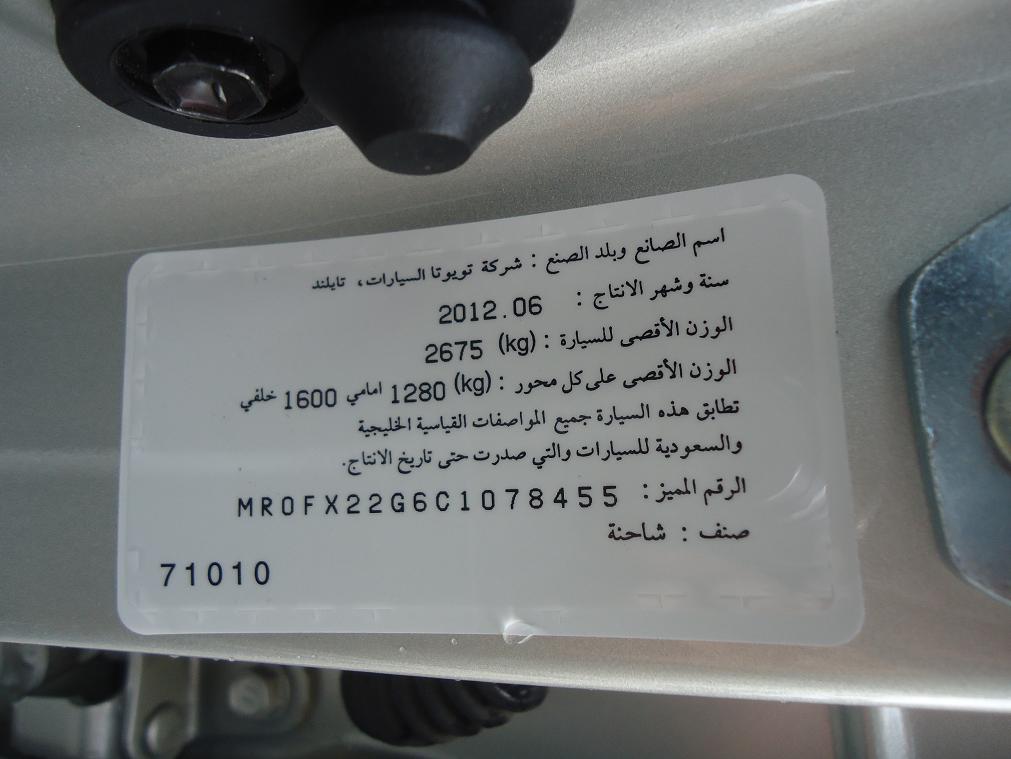 اسم الصانع وبلد الصنع : شركة تويوتا السيارات، تايلند
سنة وشهر الانتاج : 2012.06
الوزن الأقصى للسيارة : (kg) 2675
الوزن الأقصى على كل محور : (kg) 1280 امامي 1600 خلفي
تطابق هذه السيارة جميع المواصفات القياسية الخليجية
والسعودية للسيارات والتي صدرت حتى تاريخ الانتاج.
الرقم المميز: MR0FX22G6C1078455
صنف : شاحنة
71010